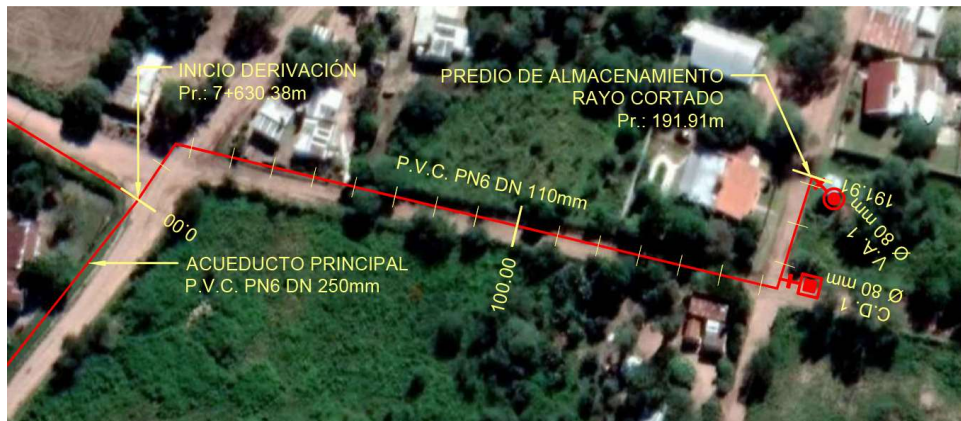 INICIO DERIVACIÓN
Pr.: 7+630.38m
PREDIO DE ALMACENAMIENTO
RAYO CORTADO
Pr.: 191.91m
P.V.C. PN6 DN 110mm
0.00
ACUEDUCTO PRINCIPAL
P.V.C. PN6 DN 250mm
100.00
191.91
V.A. 1
Ø 80 mm
C.D. 1
Ø 80 mm